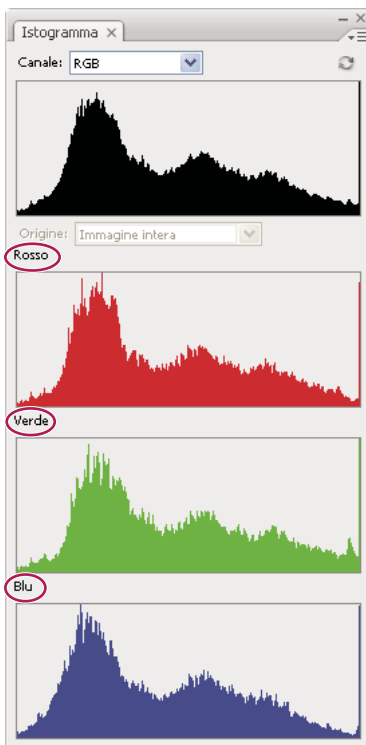 Istogramma
Canale: RGB
Origine: Immagine intera
Rosso
Verde
Blu